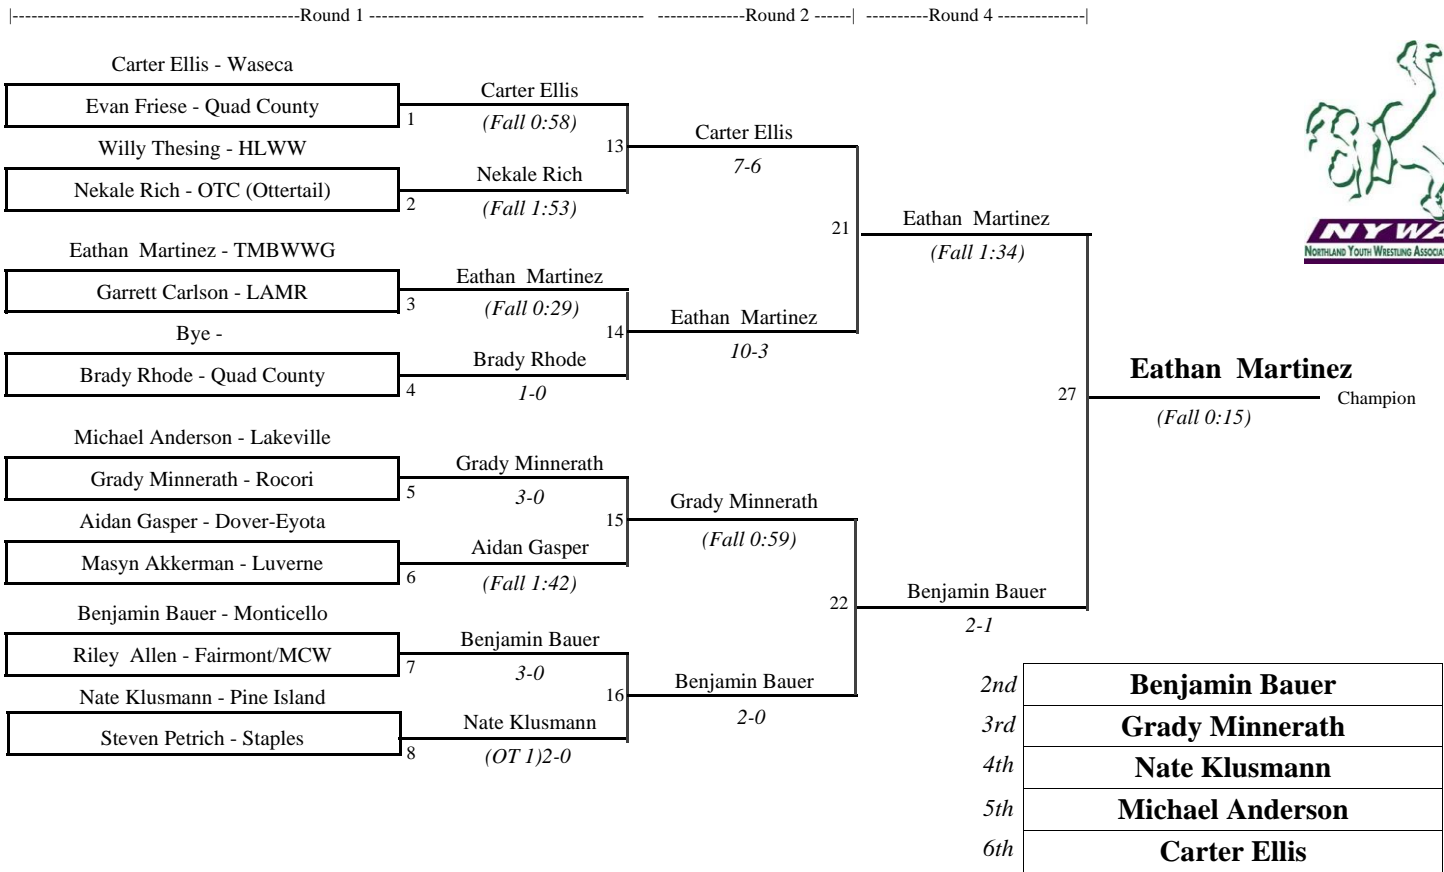 |--------------------------------------------Round 1 ------------------------------------------
--------------Round 2 ------|
----------Round 4 --------------|
Carter Ellis - Waseca
Evan Friese - Quad County
1
Carter Ellis
(Fall 0:58)
Willy Thesing - HLWW
Nekale Rich - OTC (Ottertail)
2
Nekale Rich
(Fall 1:53)
13
Carter Ellis
7-6
Eathan  Martinez - TMBWWG
Garrett Carlson - LAMR
3
Eathan  Martinez
(Fall 0:29)
Bye -
Brady Rhode - Quad County
4
Brady Rhode
1-0
14
Eathan  Martinez
10-3
21
Eathan  Martinez
(Fall 1:34)
Michael Anderson - Lakeville
Grady Minnerath - Rocori
5
Grady Minnerath
3-0
Aidan Gasper - Dover-Eyota
Masyn Akkerman - Luverne
6
Aidan Gasper
(Fall 1:42)
15
Grady Minnerath
(Fall 0:59)
Benjamin Bauer - Monticello
Riley  Allen - Fairmont/MCW
7
Benjamin Bauer
3-0
Nate Klusmann - Pine Island
Steven Petrich - Staples
8
Nate Klusmann
(OT 1)2-0
16
Benjamin Bauer
2-0
22
Benjamin Bauer
2-1
27
Eathan  Martinez
Champion
(Fall 0:15)
NYWA
NORTHLAND YOUTH WRESTLING
2nd Benjamin Bauer
3rd Grady Minnerath
4th Nate Klusmann
5th Michael Anderson
6th Carter Ellis